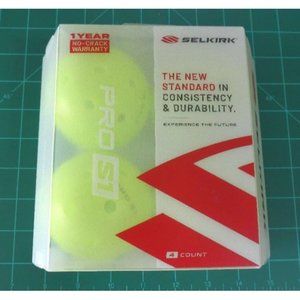 1 YEAR
NO-CRACK
WARRANTY
SELKIRK
THE NEW
STANDARD IN
CONSISTENCY
& DURABILITY.
EXPERIENCE THE FUTURE
PRO S1
4 COUNT